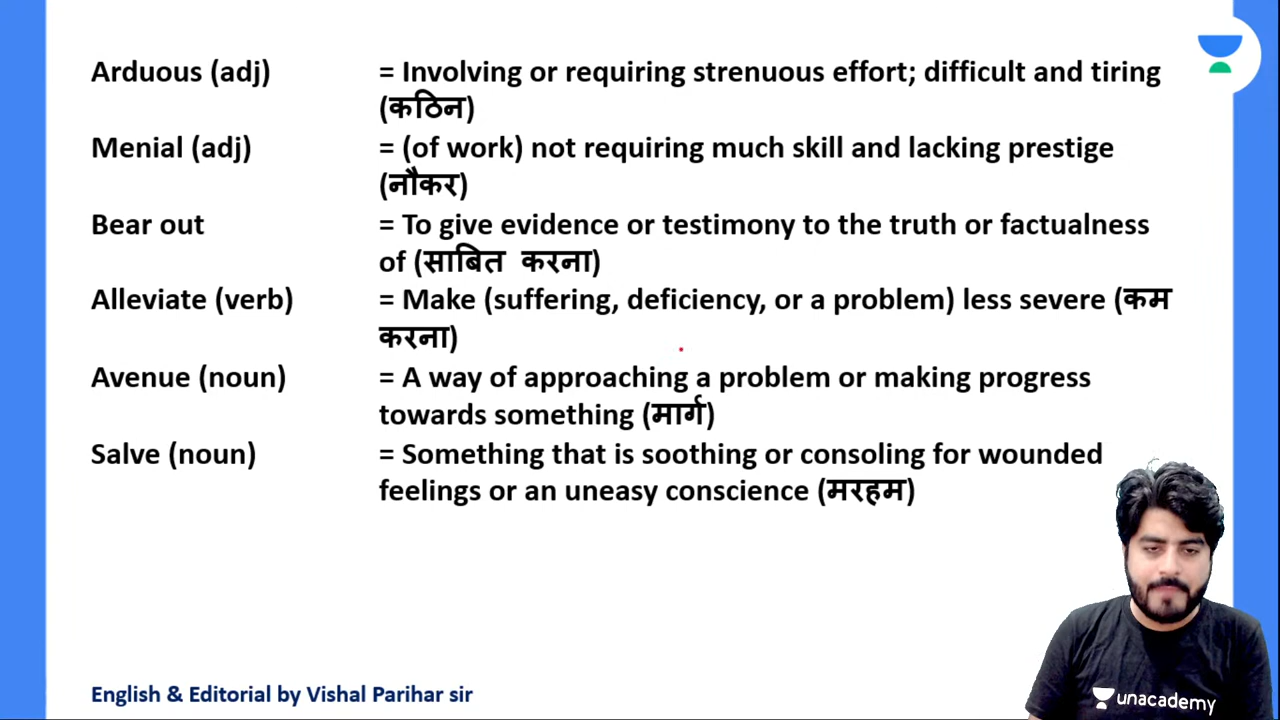 Arduous (adj) = Involving or requiring strenuous effort; difficult and tiring
(कठिन)
Menial (adj) = (of work) not requiring much skill and lacking prestige
(नौकर)
Bear out = To give evidence or testimony to the truth or factualness
of (साबित करना)
Alleviate (verb) = Make (suffering, deficiency, or a problem) less severe (कम
करना)
Avenue (noun) = A way of approaching a problem or making progress
towards something (मार्ग)
Salve (noun) = Something that is soothing or consoling for wounded
feelings or an uneasy conscience (मरहम)
English & Editorial by Vishal Parihar sir
unacademy